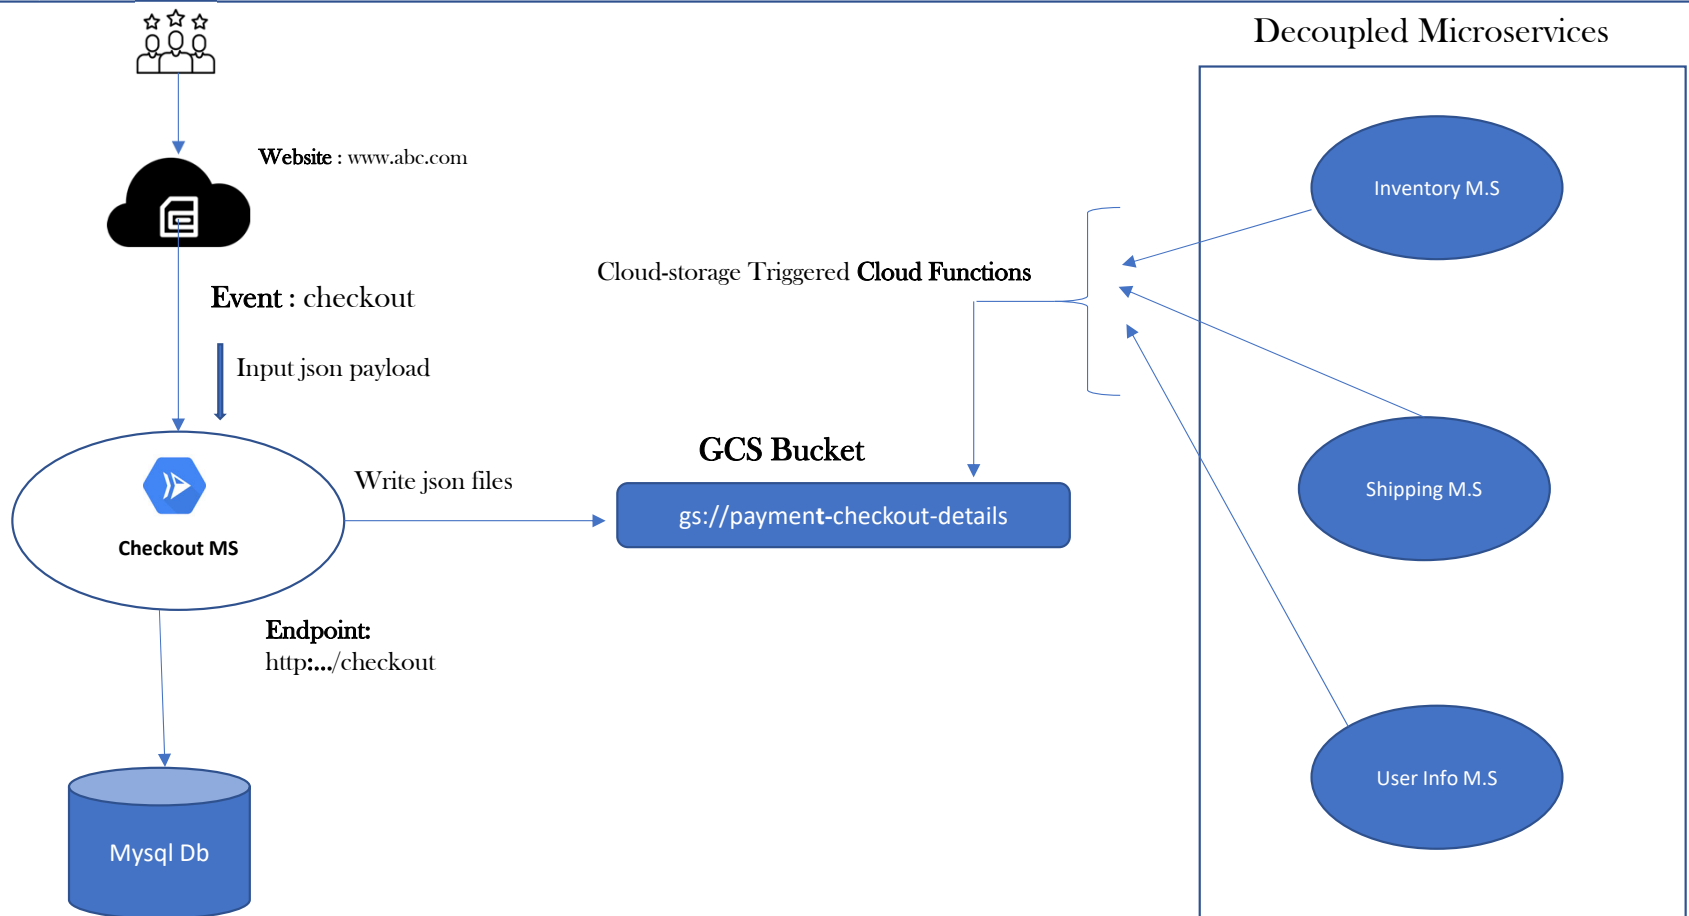 Decoupled Microservices
Website : www.abc.com
Inventory M.S
Cloud-storage Triggered Cloud Functions
Event : checkout
Input json payload
GCS Bucket
Write json files
Shipping M.S
gs://payment-checkout-details
Checkout MS
Endpoint:
http:.../checkout
User Info M.S
Mysql Db